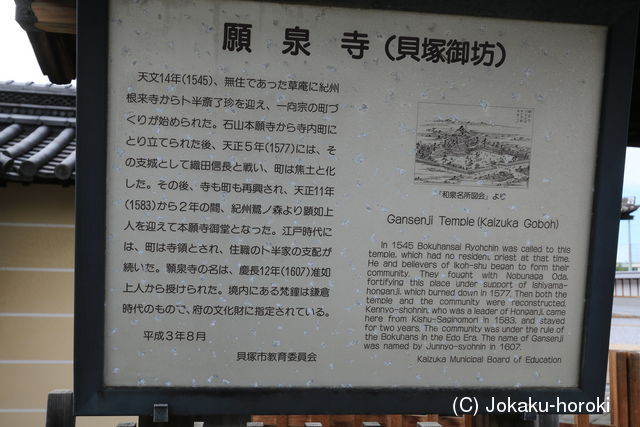 願泉寺（貝塚御坊）
天文14年(1545)、無住であった草庵に紀州
根来寺から卜半斎了珍を迎え、一向宗の町づ
くりが始められた。石山本願寺から寺内町に
とり立てられた後、天正５年(1577)には、そ
の支城として織田信長と戦い、町は焦土と化
した。その後、寺も町も再興され、天正11年
(1583)から２年の間、紀州鷺ノ森より顕如上
人を迎えて本願寺御堂となった。江戸時代に
は、町は寺領とされ、住職の卜半家の支配が
続いた。願泉寺の名は、慶長12年(1607)准如
上人から授けられた。境内にある梵鐘は鎌倉
時代のもので、府の文化財に指定されている。
平成３年８月
貝塚市教育委員会
「和泉名所図会」より
Gansenji Temple (Kaizuka Goboh)
In 1545 Bokuhansai Ryohchin was called to this
temple, which had no residen, priest at that time.
He and believers of Ikoh-shu began to form their
community. They fought with Nobunaga Oda,
fortifying this place under support of Ishiyama-
honganji, which burned down in 1577. Then both the
temple and the community were reconstructed.
Kennyo-shohnin, who was a leader of Honganji, came
here from Kishu-Saginomori in 1583, and stayed
for two years. The community was under the rule of
the Bokuhans in the Edo Era. The name of Gansenji
was named by Junnyo-syohnin in 1607.
Kaizuka Municipal Board of Education
(C) Jokaku-horoki